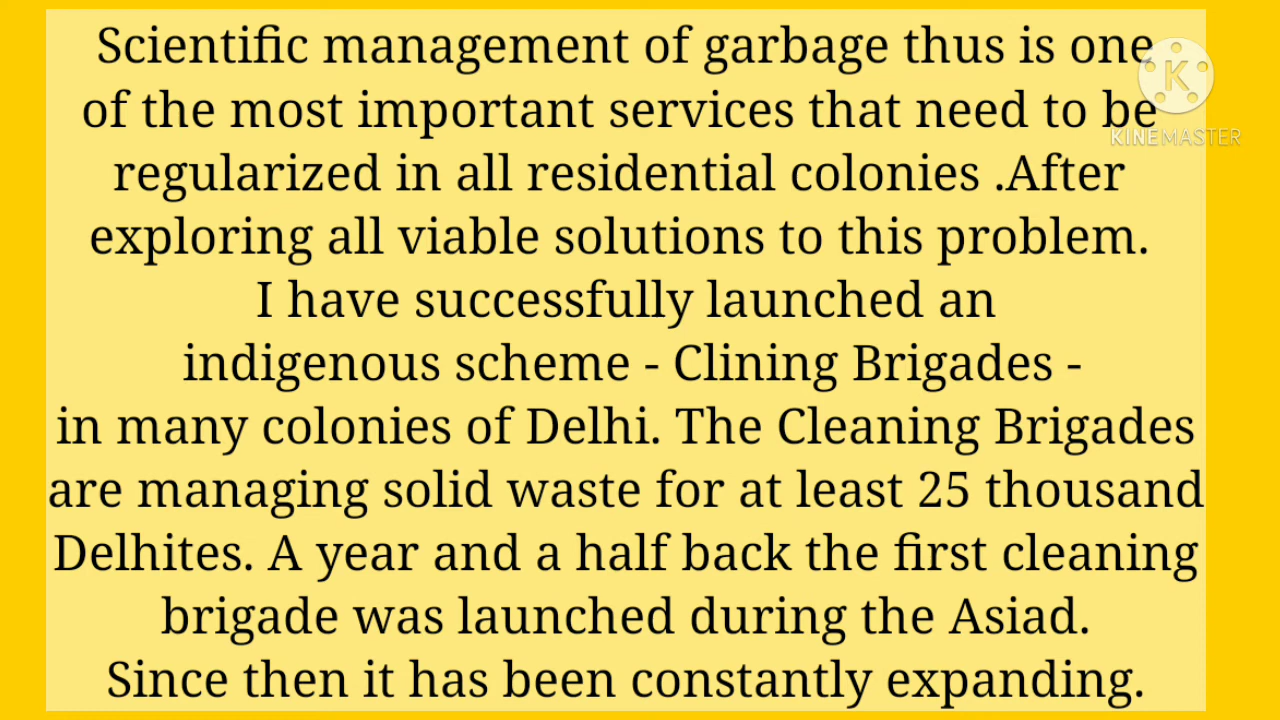 Scientific management of garbage thus is one
of the most important services that need to be
regularized in all residential colonies .After
exploring all viable solutions to this problem.
I have successfully launched an
indigenous scheme - Clining Brigades -
in many colonies of Delhi. The Cleaning Brigades
are managing solid waste for at least 25 thousand
Delhites. A year and a half back the first cleaning
brigade was launched during the Asiad.
Since then it has been constantly expanding.
K
KINEMASTER